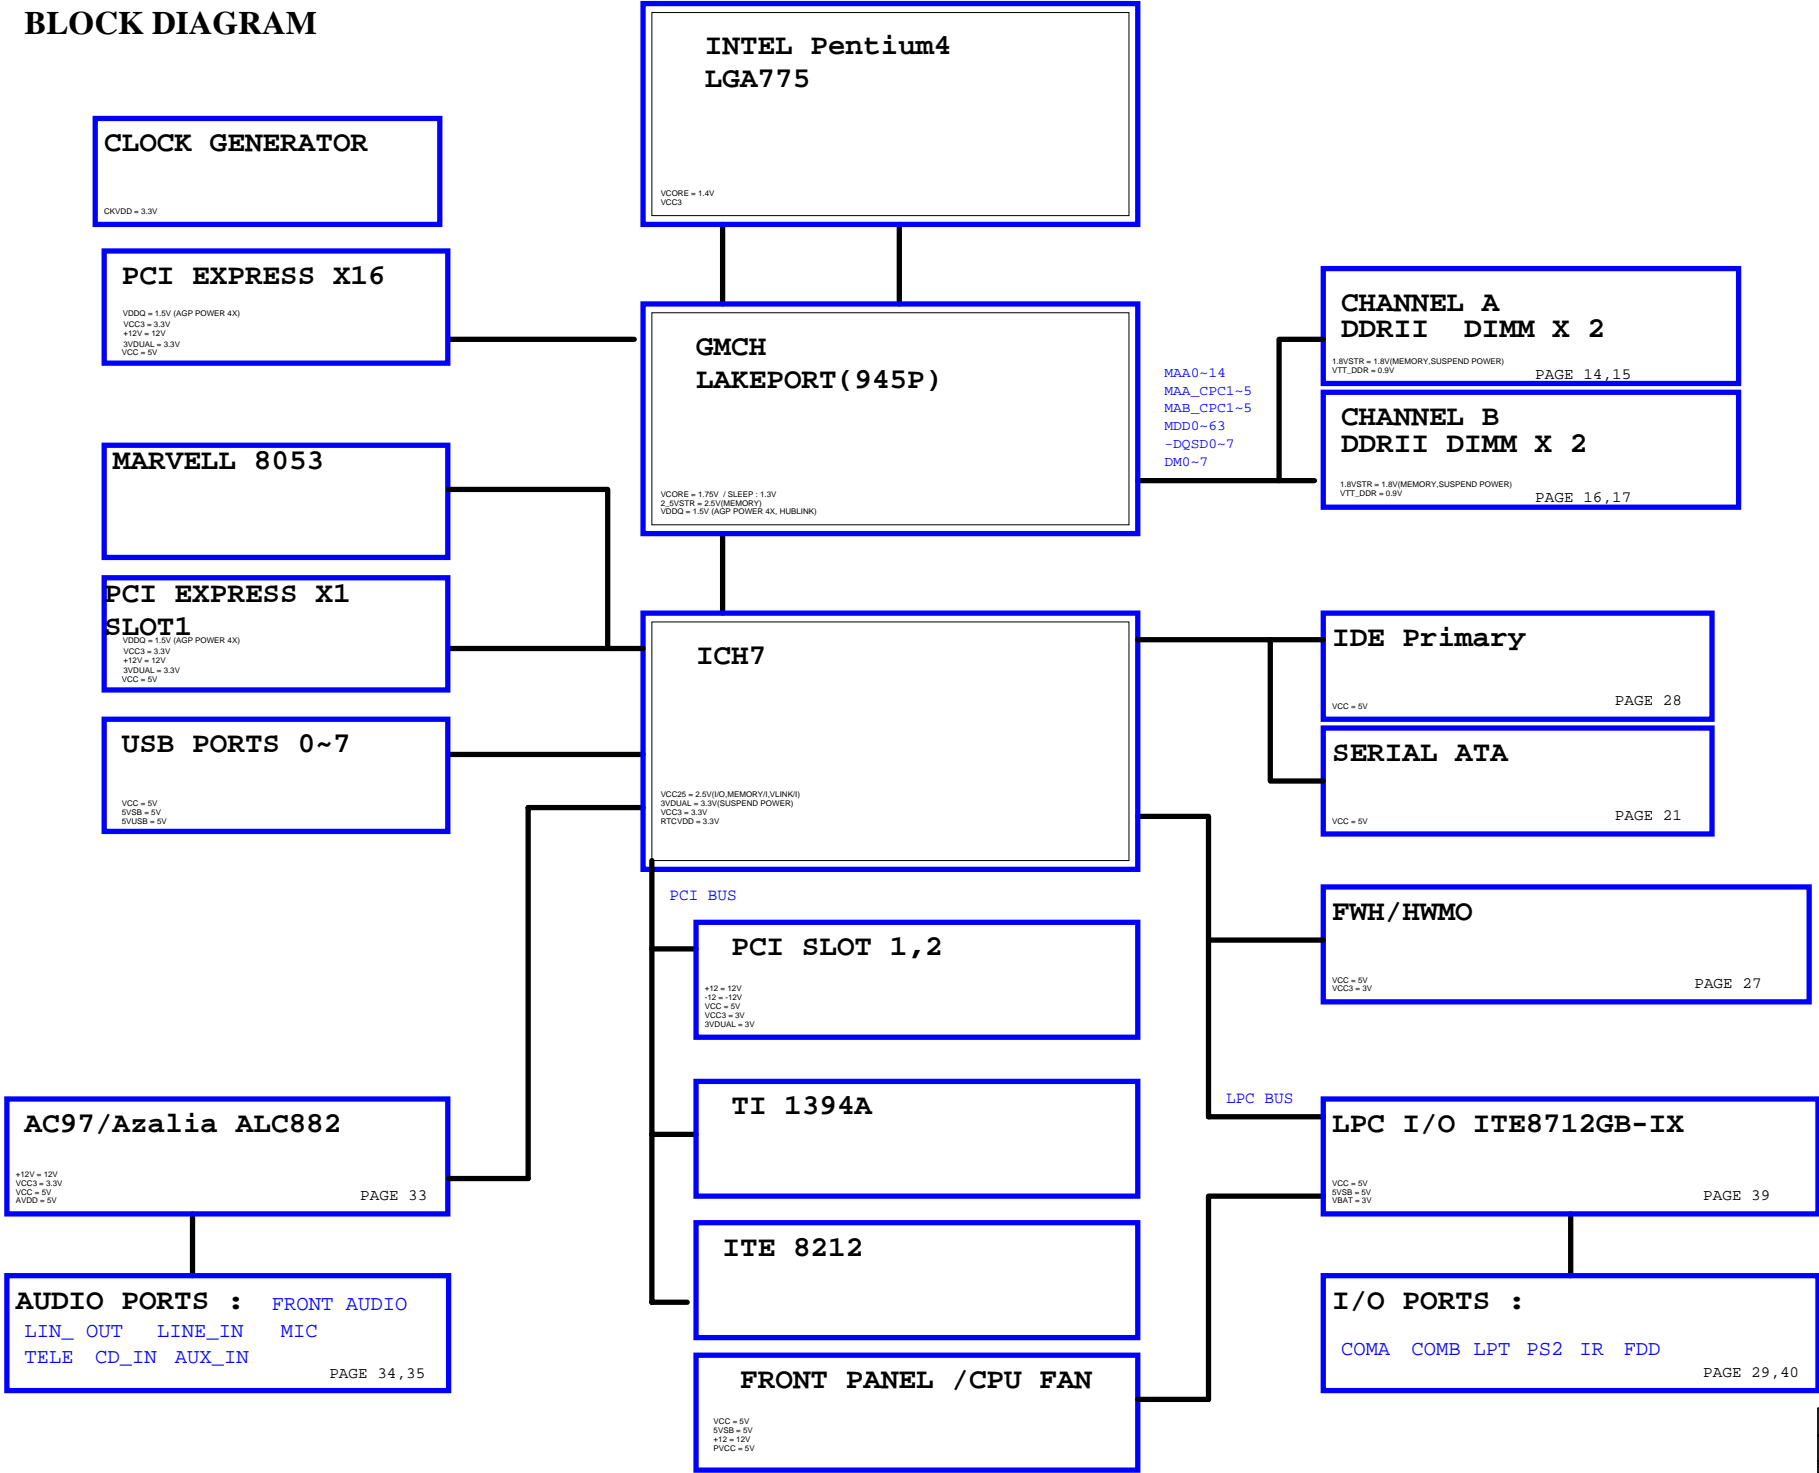 BLOCK DIAGRAM
INTEL Pentium4
LGA775
VCORE = 1.4V
VCC3
CLOCK GENERATOR
CKVDD = 3.3V
PCI EXPRESS X16
VDDQ = 1.5V (AGP POWER 4X)
VCC3 = 3.3V
+12V = 12V
3VDUAL = 3.3V
VCC = 5V
GMCH
LAKEPORT(945P)
VCORE = 1.75V / SLEEP : 1.3V
2_5VSTR = 2.5V(MEMORY)
VDDQ = 1.5V (AGP POWER 4X, HUBLINK)
MAA0~14
MAA_CPC1~5
MAB_CPC1~5
MDD0~63
-DQSD0~7
DM0~7
CHANNEL A
DDRII DIMM X 2
1.8VSTR = 1.8V(MEMORY,SUSPEND POWER)
VTT_DDR = 0.9V
PAGE 14,15
CHANNEL B
DDRII DIMM X 2
1.8VSTR = 1.8V(MEMORY,SUSPEND POWER)
VTT_DDR = 0.9V
PAGE 16,17
MARVELL 8053
PCI EXPRESS X1
SLOT1
VDDQ = 1.5V (AGP POWER 4X)
VCC3 = 3.3V
+12V = 12V
3VDUAL = 3.3V
VCC = 5V
USB PORTS 0~7
VCC = 5V
5VSB = 5V
5VUSB = 5V
ICH7
VCC25 = 2.5V(I/O,MEMORY/I,VLINK/I)
3VDUAL = 3.3V(SUSPEND POWER)
VCC3 = 3.3V
RTCVDD = 3.3V
IDE Primary
VCC = 5V
PAGE 28
SERIAL ATA
VCC = 5V
PAGE 21
PCI BUS
PCI SLOT 1,2
+12 = 12V
-12 = -12V
VCC = 5V
VCC3 = 3V
3VDUAL = 3V
FWH/HWMO
VCC = 5V
VCC3 = 3V
PAGE 27
TI 1394A
LPC BUS
LPC I/O ITE8712GB-IX
VCC = 5V
5VSB = 5V
VBAT = 3V
PAGE 39
AC97/Azalia ALC882
+12V = 12V
VCC3 = 3.3V
VCC = 5V
AVDD = 5V
PAGE 33
ITE 8212
AUDIO PORTS : FRONT AUDIO
LIN_ OUT LINE_IN MIC
TELE CD_IN AUX_IN
PAGE 34,35
FRONT PANEL /CPU FAN
VCC = 5V
5VSB = 5V
+12 = 12V
PVCC = 5V
I/O PORTS :
COMA COMB LPT PS2 IR FDD
PAGE 29,40